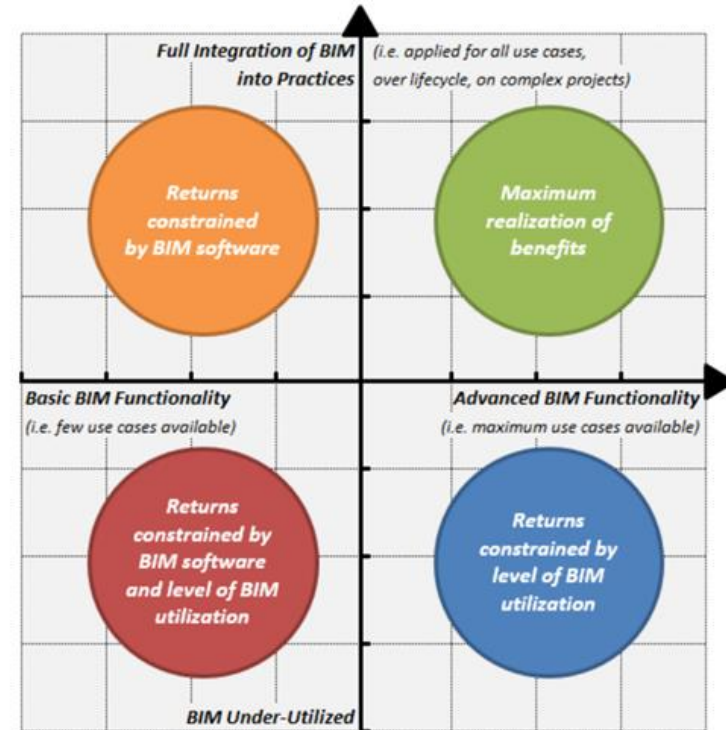 Full Integration of BIM
into Practices
(i.e. applied for all use cases,
over lifecycle, on complex projects)
Returns
constrained
by BIM software
Maximum
realization of
benefits
Basic BIM Functionality
(i.e. few use cases available)
Advanced BIM Functionality
(i.e. maximum use cases available)
Returns
constrained by
BIM software
and level of BIM
utilization
Returns
constrained by
level of BIM
utilization
BIM Under-Utilized